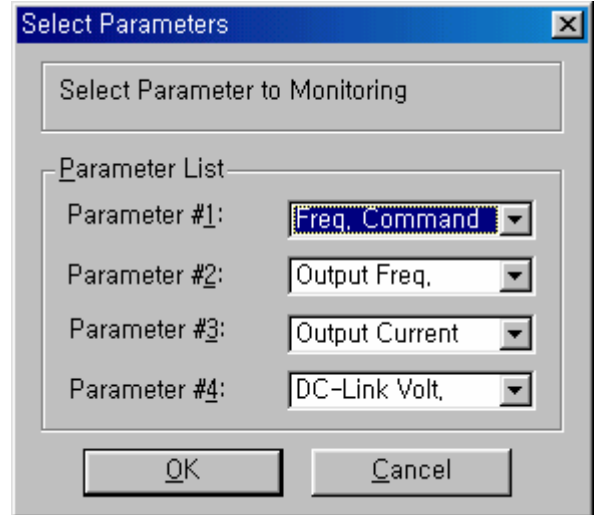 Select Parameters
Select Parameter to Monitoring
Parameter List
Parameter #1: Freq. Command
Parameter #2: Output Freq.
Parameter #3: Output Current
Parameter #4: DC-Link Volt.
OK Cancel